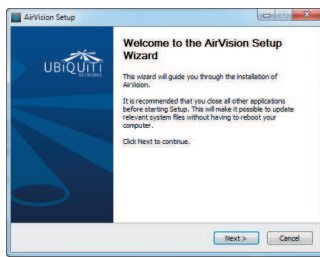 AirVision Setup
UBIQUITI
NETWORKS
Welcome to the AirVision Setup
Wizard
This wizard will guide you through the installation of
AirVision.
It is recommended that you close all other applications
before starting Setup. This will make it possible to update
relevant system files without having to reboot your
computer.
Click Next to continue.
Next >
Cancel